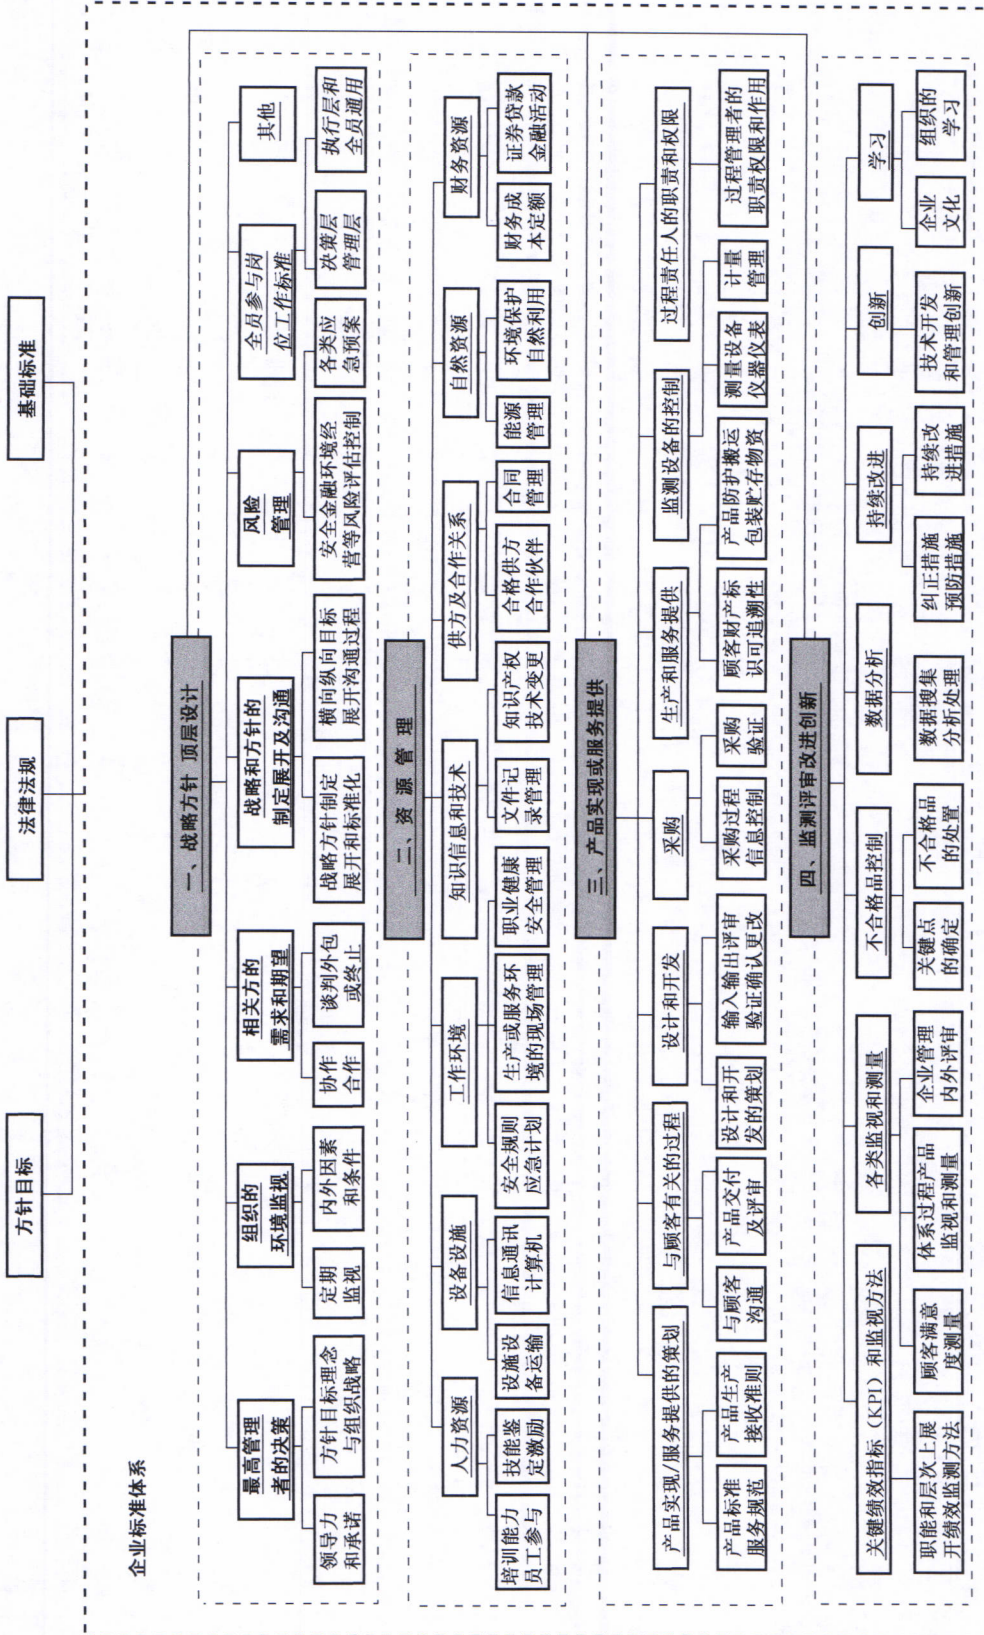 方针目标
法律法规
基础标准
企业标准体系
一、战略方针 顶层设计
最高管理
者的决策
组织的
环境监视
相关方的
需求和期望
战略和方针的
制定展开及沟通
风险
管理
全员参与岗
位工作标准
其他
领导力
和承诺
方针目标理念
与组织战略
定期
监视
内外因素
和条件
协作
合作
谈判外包
或终止
战略方针制定
展开和标准化
横向纵向目标
展开沟通过程
安全金融环境经
营等风险评估控制
各类应
急预案
决策层
管理层
执行层和
全员通用
二、资 源 管 理
人力资源
设备设施
工作环境
知识信息和技术
供方及合作关系
自然资源
财务资源
培训能力
员工参与
技能鉴
定激励
设施设
备运输
信息通讯
计算机
安全规则
应急计划
生产或服务环
境的现场管理
职业健康
安全管理
文件记
录管理
知识产权
技术变更
合格供方
合作伙伴
合同
管理
能源
管理
环境保护
自然利用
财务成
本定额
证券贷款
金融活动
三、产品实现或服务提供
产品实现/服务提供的策划
与顾客有关的过程
设计和开发
采购
生产和服务提供
监测设备的控制
过程责任人的职责和权限
产品标准
服务规范
产品生产
接收准则
与顾客
沟通
产品交付
及评审
设计和开
发的策划
输入输出评审
验证确认更改
采购过程
信息控制
采购
验证
顾客财产标
识可追溯性
产品防护搬运
包装贮存物资
测量设备
仪器仪表
计量
管理
过程管理者的
职责权限和作用
四、监测评审改进创新
关键绩效指标（KPI）和监视方法
各类监视和测量
不合格品控制
数据分析
持续改进
创新
学习
职能和层次上展
开绩效监测方法
顾客满意
度测量
体系过程产品
监视和测量
企业管理
内外评审
关键点
的确定
不合格品
的处置
数据搜集
分析处理
纠正措施
预防措施
持续改
进措施
技术开发
和管理创新
企业
文化
组织的
学习